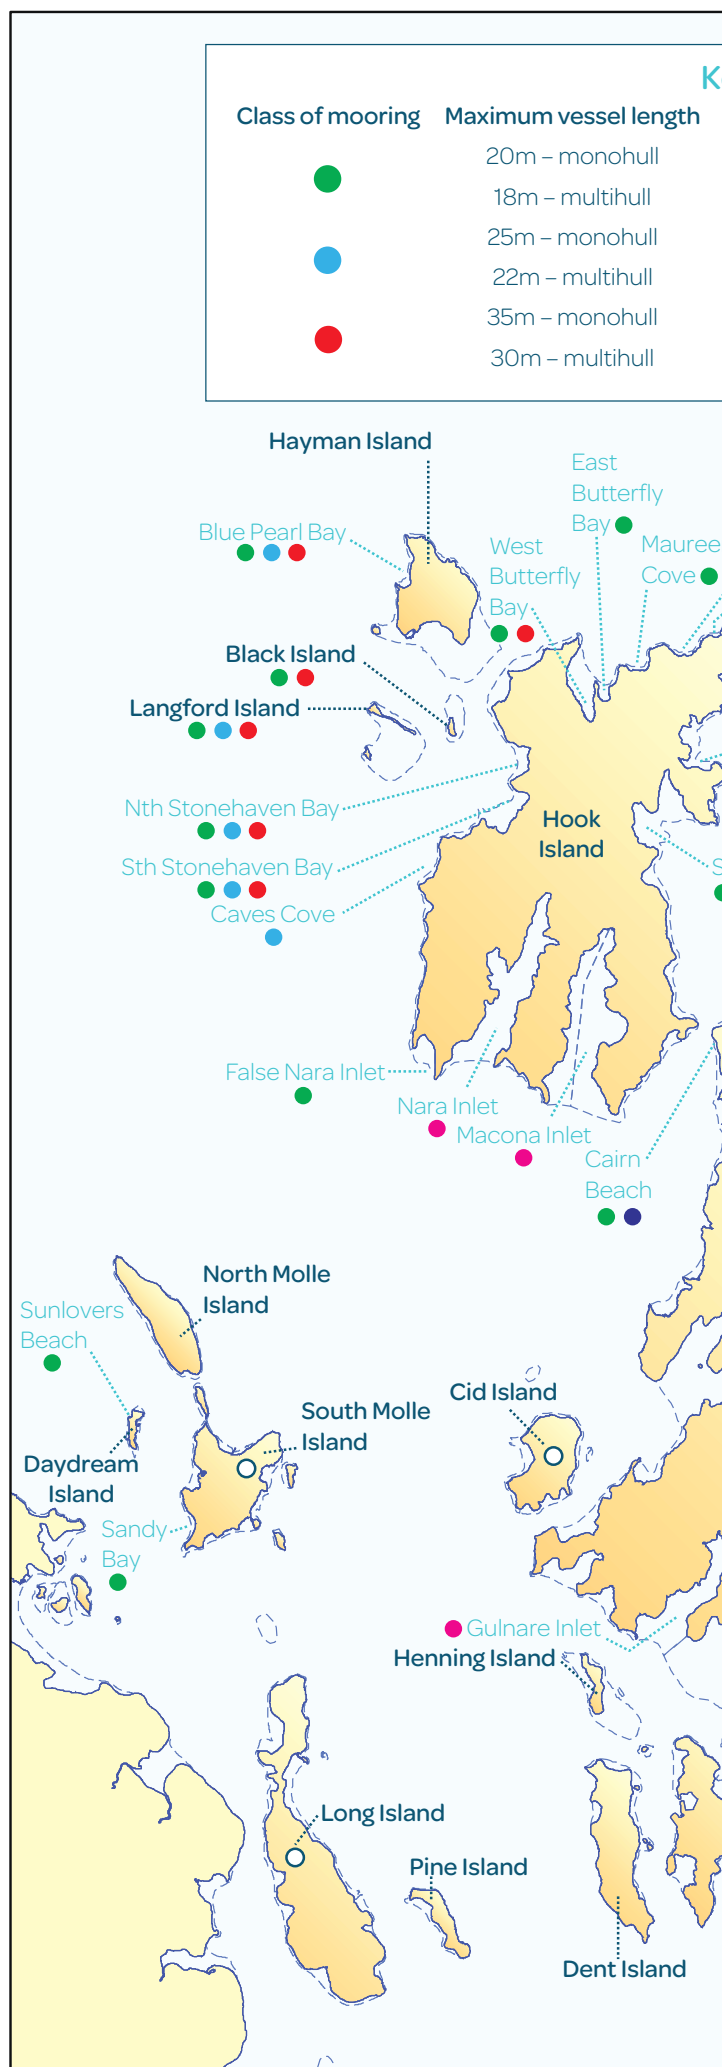 Class of mooring
Maximum vessel length
20m – monohull
18m – multihull
25m – monohull
22m – multihull
35m – monohull
30m – multihull
Hayman Island
East
Butterfly
Bay
Blue Pearl Bay
West
Butterfly
Bay
Cove
Black Island
Langford Island
Nth Stonehaven Bay
Hook
Island
Sth Stonehaven Bay
Caves Cove
False Nara Inlet
Nara Inlet
Macona Inlet
Cairn
Beach
North Molle
Island
Sunlovers
Beach
Cid Island
South Molle
Island
Daydream
Island
Sandy
Bay
Gulnare Inlet
Henning Island
Long Island
Pine Island
Dent Island